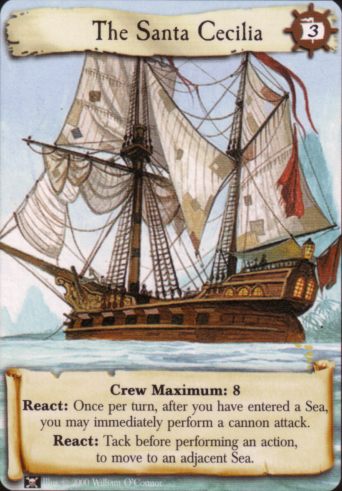 The Santa Cecilia
3
Crew Maximum: 8
React: Once per turn, after you have entered a Sea,
you may immediately perform a cannon attack.
React: Tack before performing an action,
to move to an adjacent Sea.
Illus. © 2000 William O'Connor